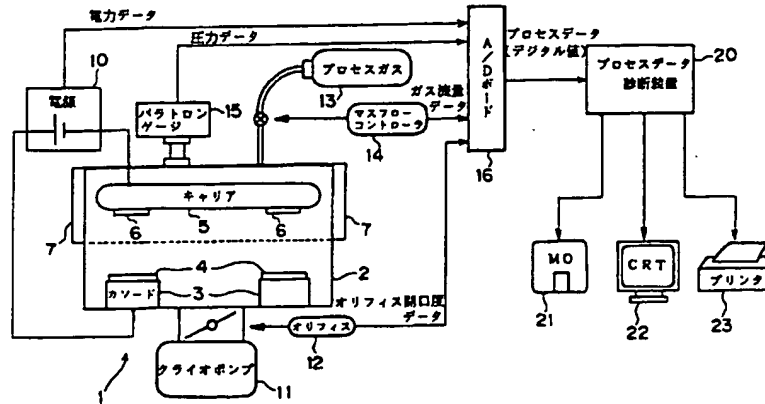 電力データ
圧力データ
10
電源
バラトロン
ゲージ
15
プロセスガス
13
ガス流量
データ
マスフロー
コントローラ
14
A/Dボード
16
プロセスデータ
(デジタル値)
20
プロセスデータ
診断装置
キャリア
5
6
6
7
7
4
2
カソード
3
オリフィス開口度
データ
オリフィス
12
クライオポンプ
11
1
MO
21
CRT
22
プリンタ
23